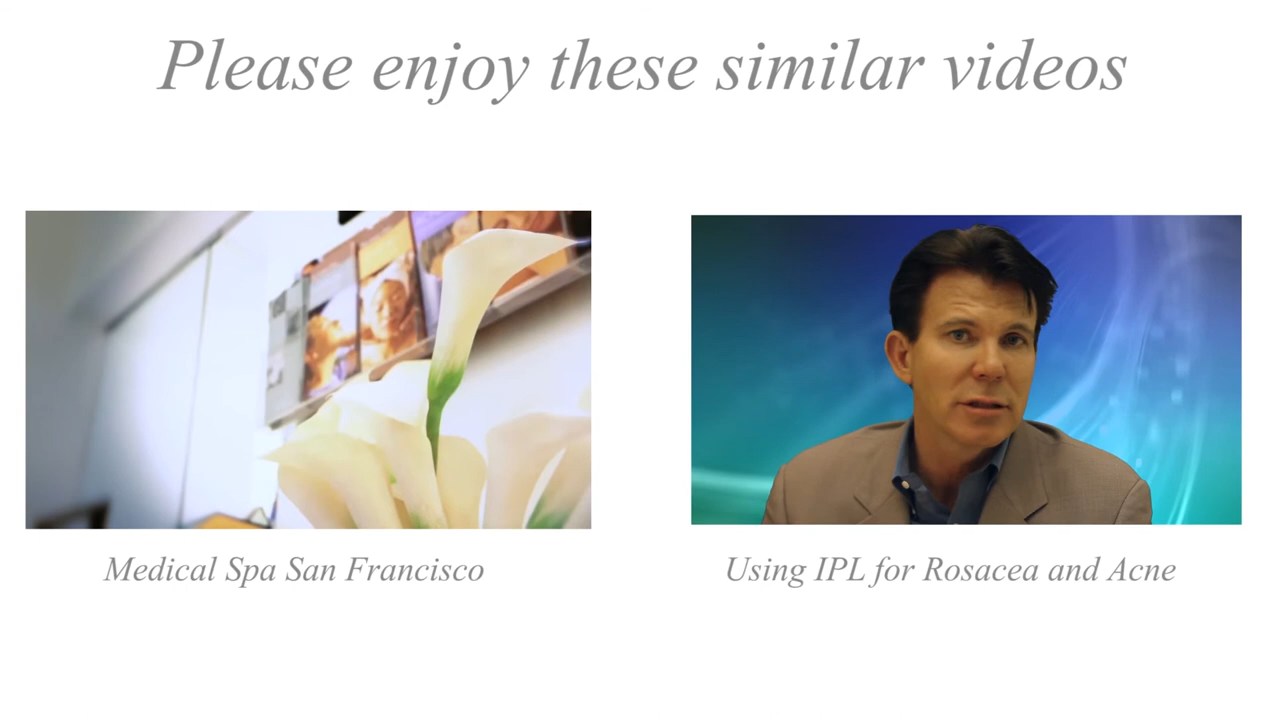 Please enjoy these similar videos
Medical Spa San Francisco
Using IPL for Rosacea and Acne